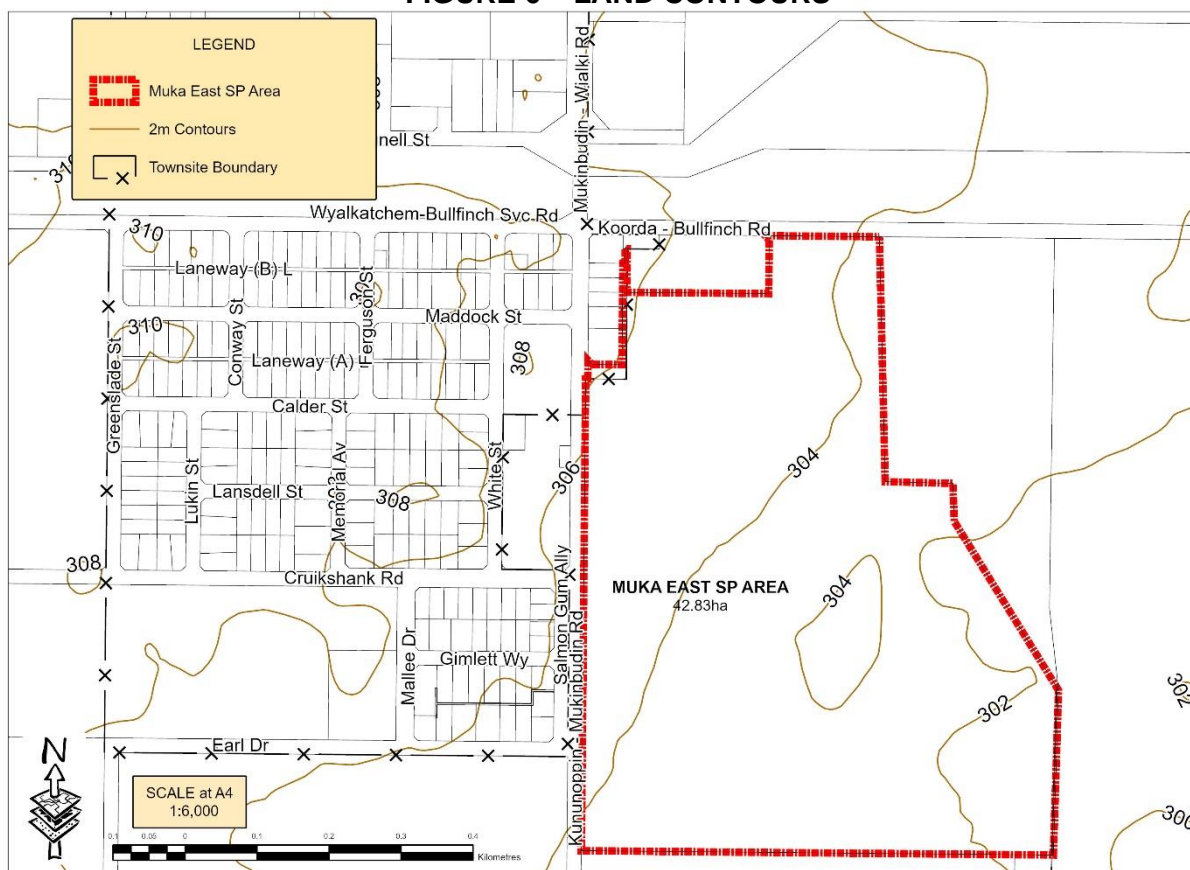 LEGEND
Muka East SP Area
2m Contours
Townsite Boundary
Mukinbudin - Wialki Rd
nell St
310
Wyalkatchem-Bullfinch Svc Rd
Koorda - Bullfinch Rd
310
Laneway (B) L
Ferguson St
310
Conway St
Maddock St
Greenslade St
Laneway (A)
308
Calder St
304
306
Lukin St
Lansdell St
Memorial Av
308
White St
308
Cruikshank Rd
Salmon Gum Ally
MUKA EAST SP AREA
42.83ha
304
Mallee Dr
Gimlett Wy
Kununoppin - Mukinbudin Rd
302
302
Earl Dr
N
SCALE at A4
1:6,000
300
0.1 0.05 0 0.1 0.2 0.3 0.4
Kilometres